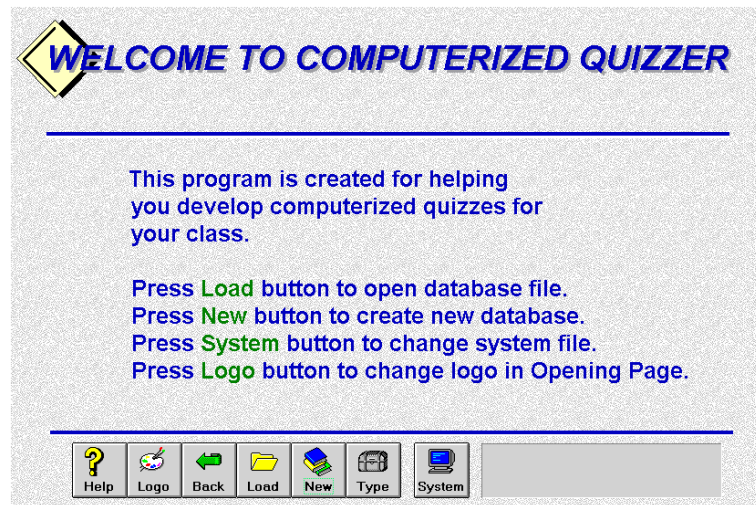 WELCOME TO COMPUTERIZED QUIZZER
This program is created for helping
you develop computerized quizzes for
your class.
Press Load button to open database file.
Press New button to create new database.
Press System button to change system file.
Press Logo button to change logo in Opening Page.
Help Logo Back Load New Type System